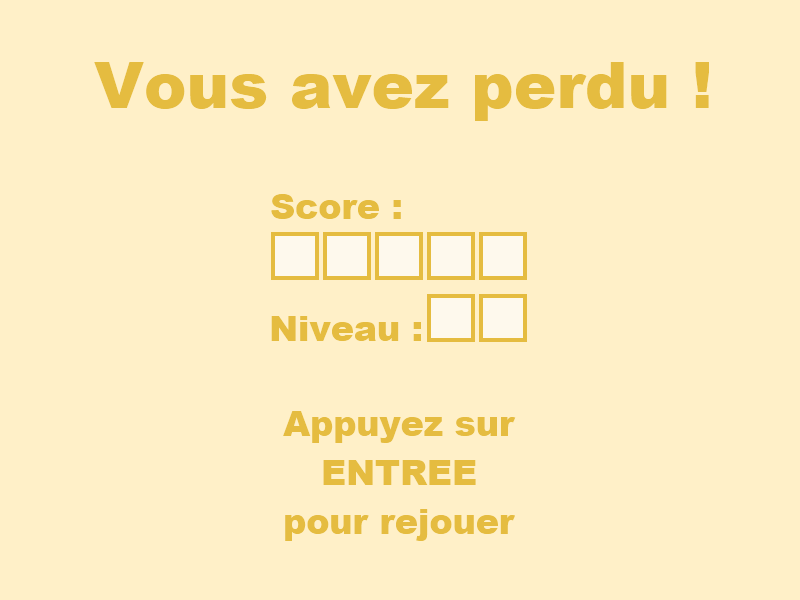 Vous avez perdu !
Score :
Niveau :
Appuyez sur
ENTREE
pour rejouer